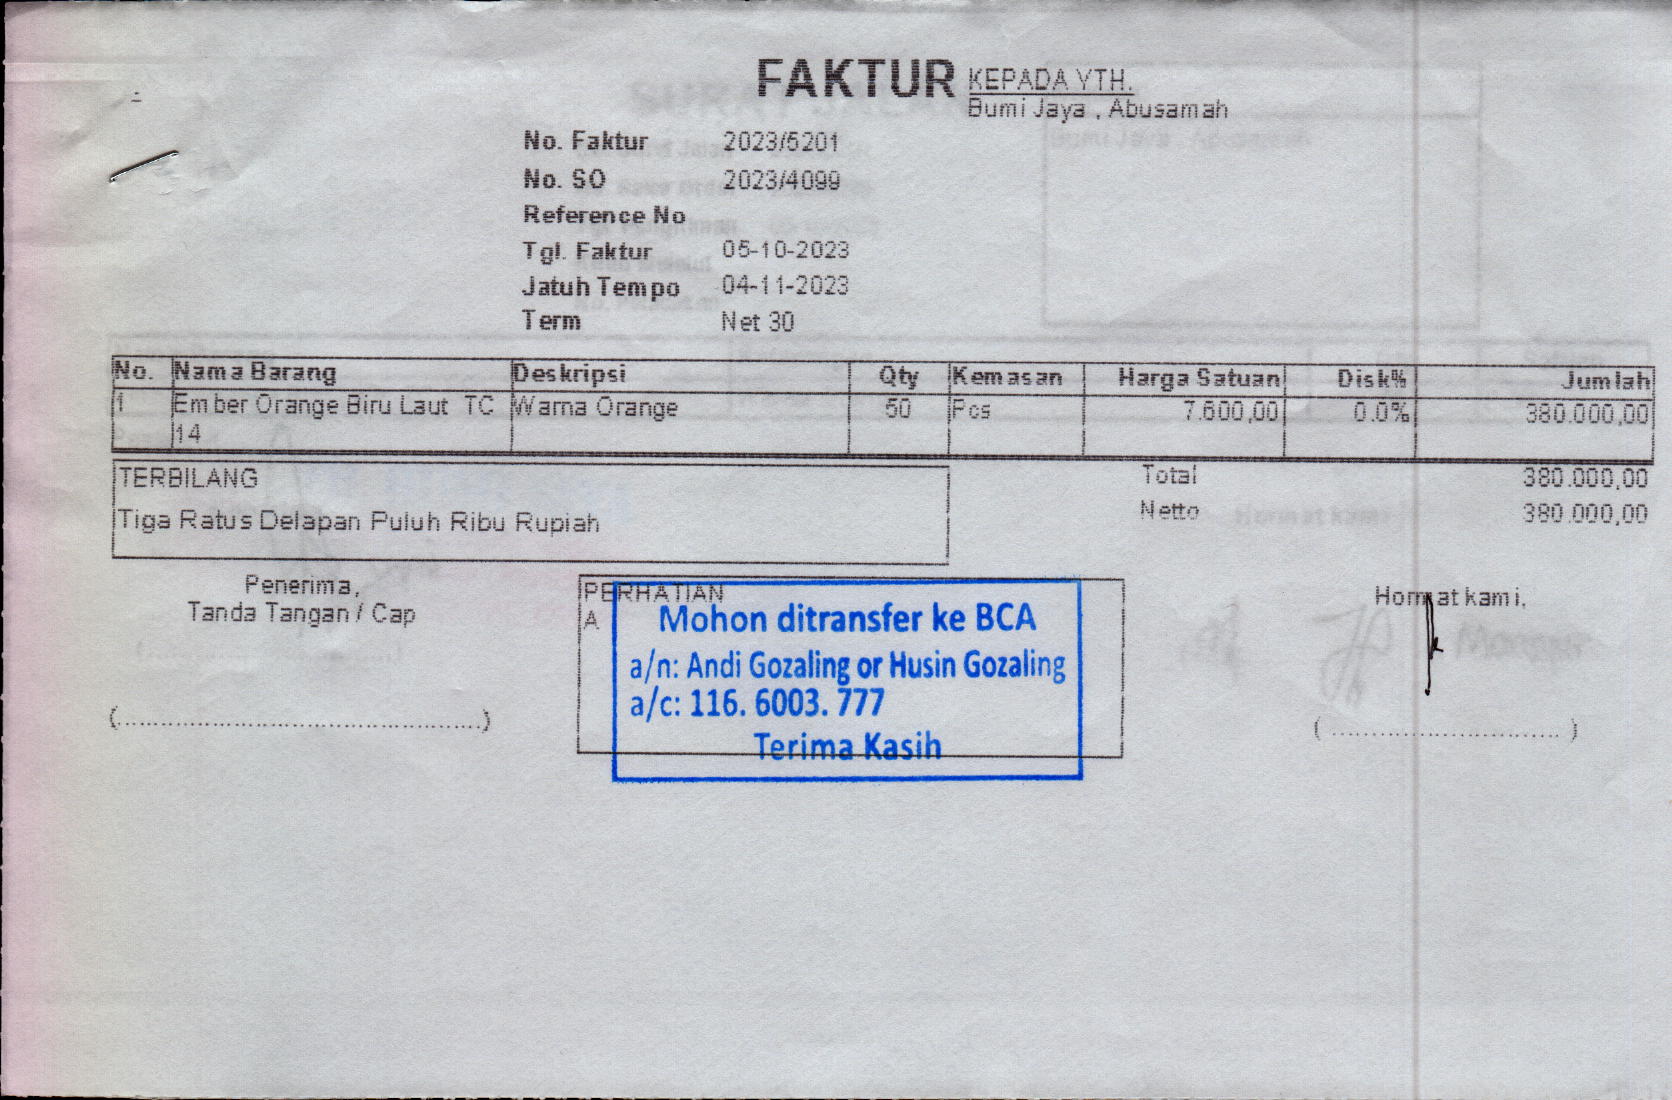 FAKTUR
KEPADA YTH.
Bumi Jaya , Abusamah
No. Faktur 2023/5201
No. SO 2023/4099
Reference No
Tgl. Faktur 05-10-2023
Jatuh Tempo 04-11-2023
Term Net 30
No. Nama Barang Deskripsi Qty Kemasan Harga Satuan Disk% Jumlah
1 Ember Orange Biru Laut TC Warna Orange 50 Pcs 7.600,00 0.0% 380.000,00
14
TERBILANG Total 380.000,00
Tiga Ratus Delapan Puluh Ribu Rupiah Netto 380.000,00
Penerima,
Tanda Tangan / Cap
PERHATIAN
A
Mohon ditransfer ke BCA
a/n: Andi Gozaling or Husin Gozaling
a/c: 116. 6003. 777
Terima Kasih
Hormat kami,